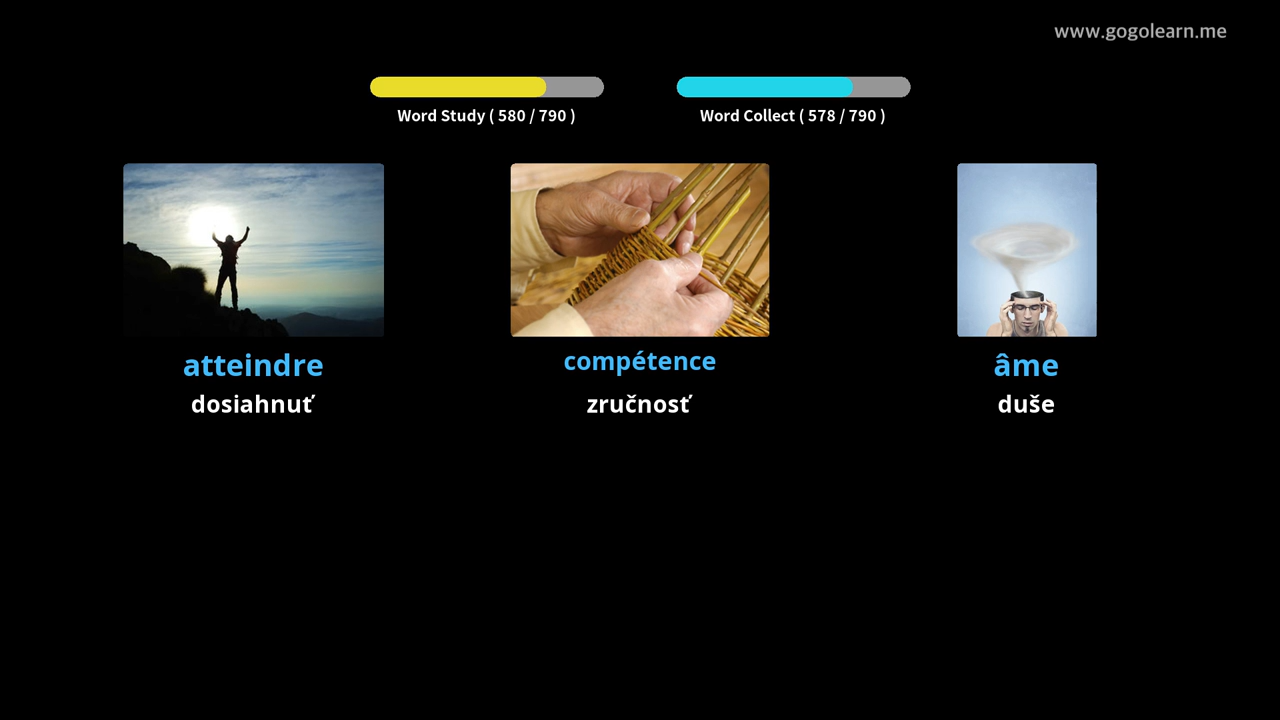 www.gogolearn.me
Word Study ( 580 / 790 )
Word Collect ( 578 / 790 )
atteindre
dosiahnuť
compétence
zručnosť
âme
duše